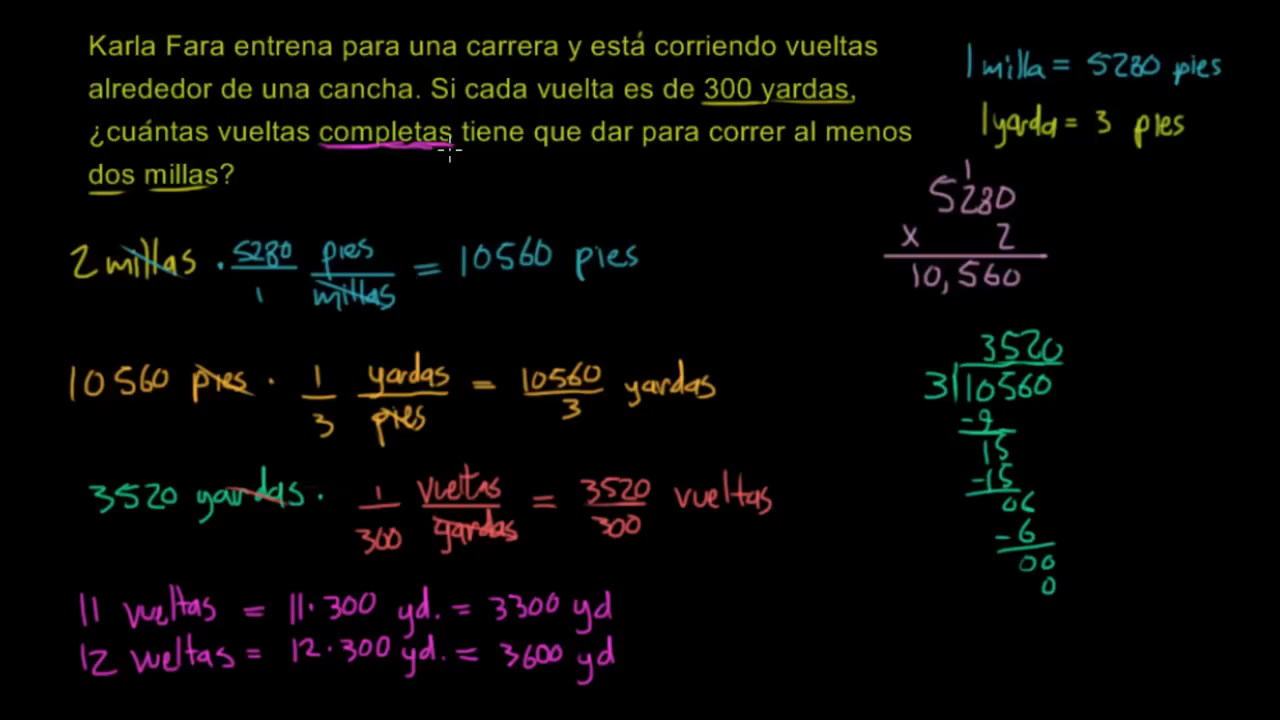 Karla Fara entrena para una carrera y está corriendo vueltas
alrededor de una cancha. Si cada vuelta es de 300 yardas,
¿cuántas vueltas completas tiene que dar para correr al menos
dos millas?
1 milla = 5280 pies
1 yarda = 3 pies
1
5280
x 2
10,560
2 millas · 5280/1 pies/millas = 10560 pies
10560 pies · 1/3 yardas/pies = 10560/3 yardas
3520 yardas · 1/300 vueltas/yardas = 3520/300 vueltas
11 vueltas = 11·300 yd. = 3300 yd
12 vueltas = 12·300 yd. = 3600 yd
3520
3 10560
-9
15
-15
06
-6
00
0